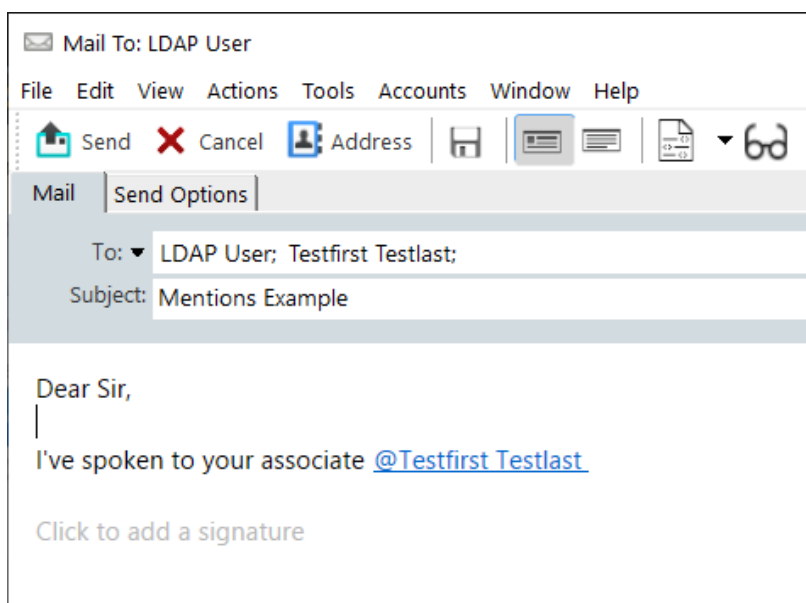 Mail To: LDAP User
File Edit View Actions Tools Accounts Window Help
Send Cancel Address
Mail Send Options
To: LDAP User; Testfirst Testlast;
Subject: Mentions Example
Dear Sir,
I've spoken to your associate @Testfirst Testlast
Click to add a signature